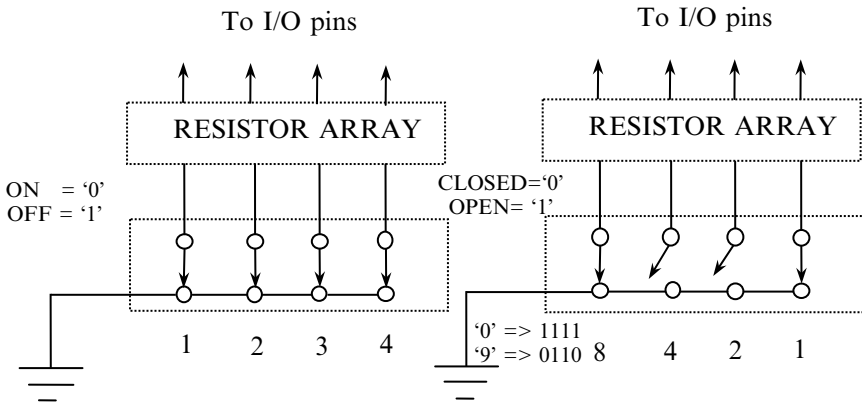 To I/O pins
RESISTOR ARRAY
ON = ‘0’
OFF = ‘1’
1 2 3 4
To I/O pins
RESISTOR ARRAY
CLOSED=‘0’
OPEN= ‘1’
‘0’ => 1111
‘9’ => 0110
8 4 2 1